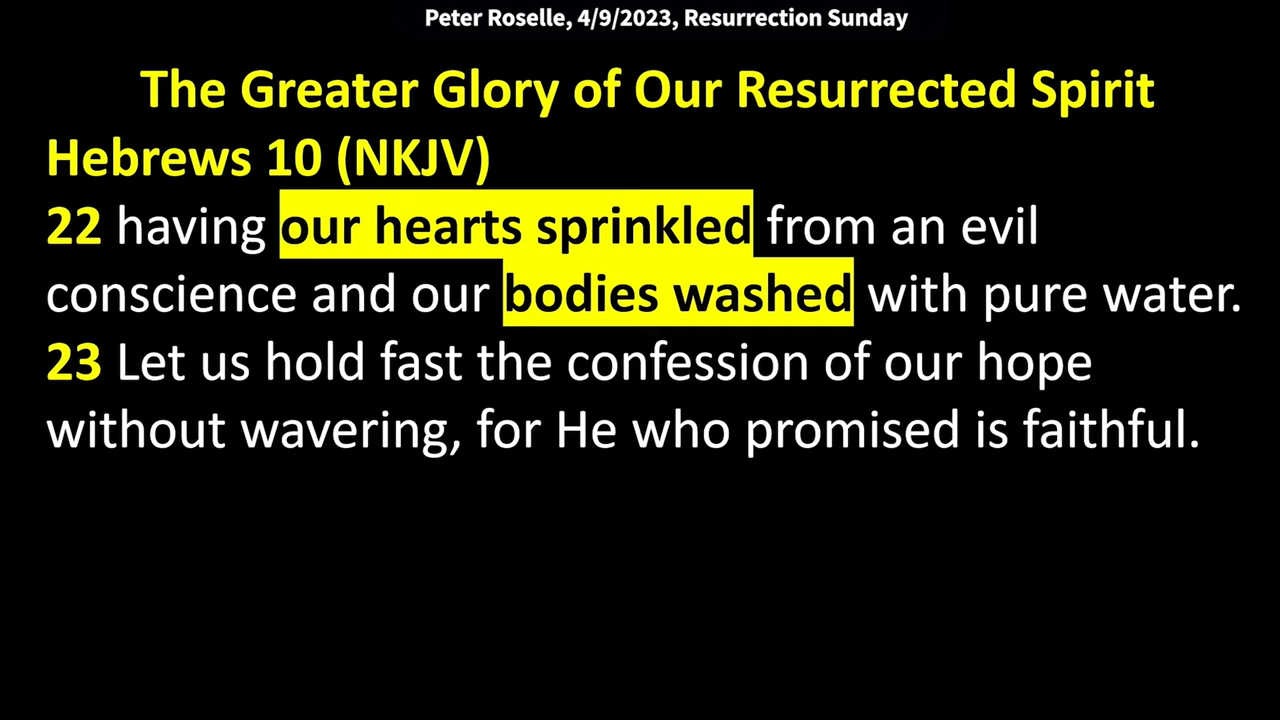 Peter Roselle, 4/9/2023, Resurrection Sunday
The Greater Glory of Our Resurrected Spirit
Hebrews 10 (NKJV)
22 having our hearts sprinkled from an evil
conscience and our bodies washed with pure water.
23 Let us hold fast the confession of our hope
without wavering, for He who promised is faithful.